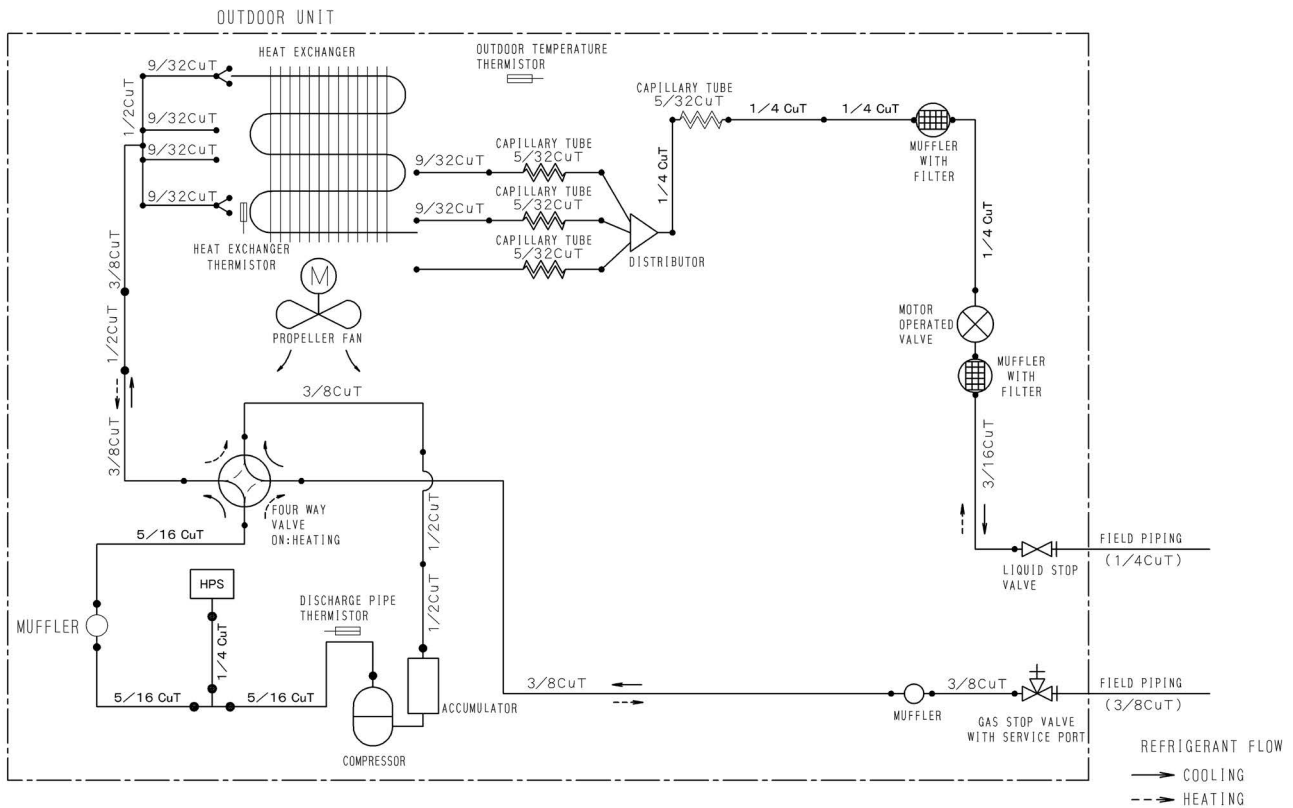 OUTDOOR UNIT
HEAT EXCHANGER
OUTDOOR TEMPERATURE
THERMISTOR
9/32CuT
1/2CuT
9/32CuT
9/32CuT
9/32CuT
CAPILLARY TUBE
5/32CuT
1/4 CuT
1/4 CuT
MUFFLER
WITH
FILTER
9/32CuT
CAPILLARY TUBE
5/32CuT
1/4 CuT
9/32CuT
CAPILLARY TUBE
5/32CuT
CAPILLARY TUBE
5/32CuT
DISTRIBUTOR
1/4 CuT
HEAT EXCHANGER
THERMISTOR
3/8CuT
M
PROPELLER FAN
MOTOR
OPERATED
VALVE
1/2CuT
MUFFLER
WITH
FILTER
3/8CuT
3/8CuT
3/16CuT
FOUR WAY
VALVE
ON:HEATING
1/2CuT
5/16 CuT
FIELD PIPING
(1/4CuT)
LIQUID STOP
VALVE
HPS
DISCHARGE PIPE
THERMISTOR
1/2CuT
MUFFLER
1/4 CuT
5/16 CuT
5/16 CuT
ACCUMULATOR
COMPRESSOR
3/8CuT
MUFFLER
3/8CuT
FIELD PIPING
(3/8CuT)
GAS STOP VALVE
WITH SERVICE PORT
REFRIGERANT FLOW
COOLING
HEATING